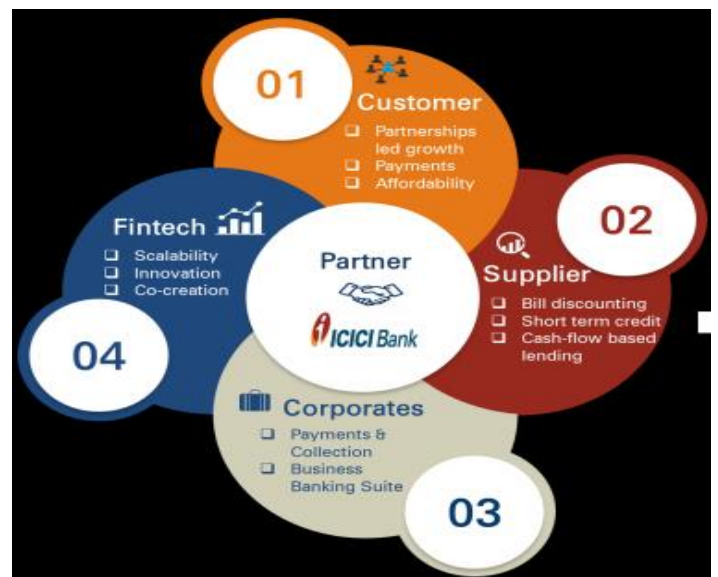 01
Customer
Partnerships
led growth
Payments
Affordability
02
Supplier
Bill discounting
Short term credit
Cash-flow based
lending
03
Corporates
Payments &
Collection
Business
Banking Suite
04
Fintech
Scalability
Innovation
Co-creation
Partner
ICICI Bank